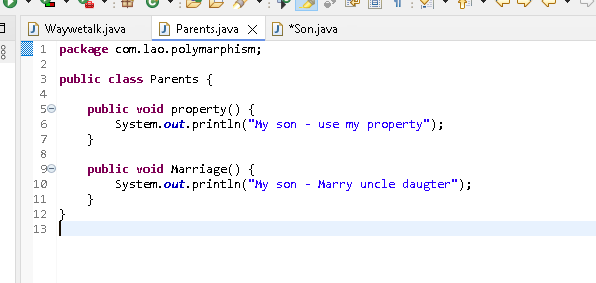 Waywetalk.java Parents.java *Son.java
1 package com.lao.polymarphism;
2
3 public class Parents {
4
5 public void property() {
6 System.out.println("My son - use my property");
7 }
8
9 public void Marriage() {
10 System.out.println("My son - Marry uncle daugter");
11 }
12 }
13